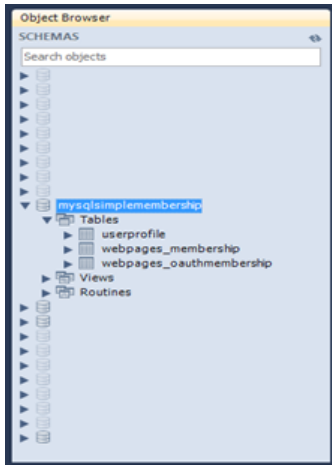 Object Browser
SCHEMAS
Search objects
mysqlsimplemembership
Tables
userprofile
webpages_membership
webpages_oauthmembership
Views
Routines